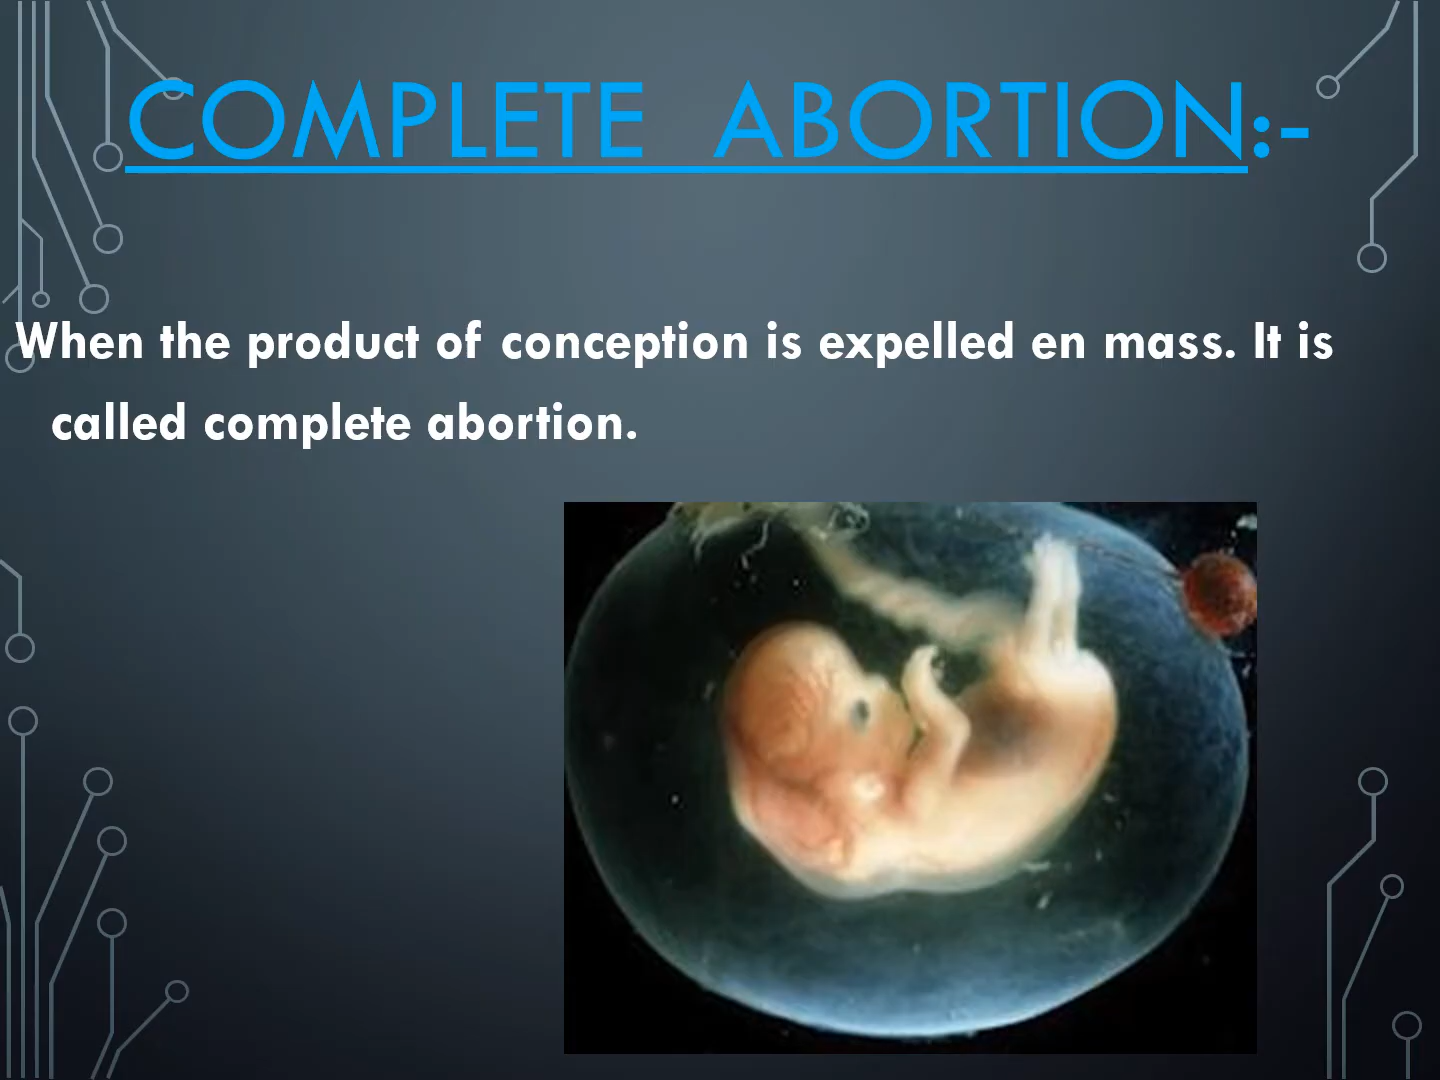 COMPLETE ABORTION:-
When the product of conception is expelled en mass. It is
called complete abortion.